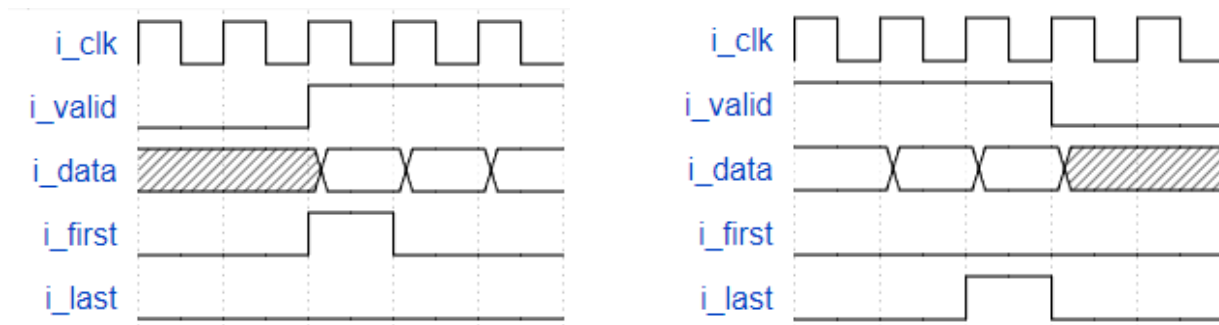 i_clk
i_valid
i_data
i_first
i_last
i_clk
i_valid
i_data
i_first
i_last